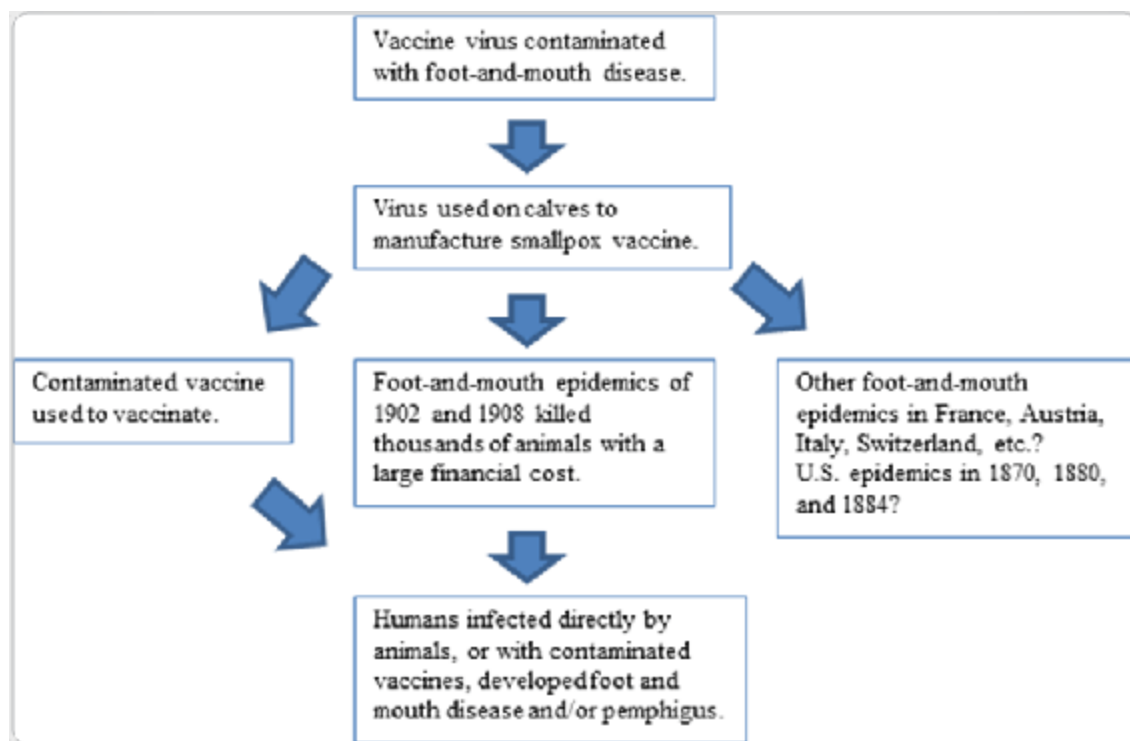 Vaccine virus contaminated
with foot-and-mouth disease.
Virus used on calves to
manufacture smallpox vaccine.
Contaminated vaccine
used to vaccinate.
Foot-and-mouth epidemics of
1902 and 1908 killed
thousands of animals with a
large financial cost.
Other foot-and-mouth
epidemics in France, Austria,
Italy, Switzerland, etc.?
U.S. epidemics in 1870, 1880,
and 1884?
Humans infected directly by
animals, or with contaminated
vaccines, developed foot and
mouth disease and/or pemphigus.